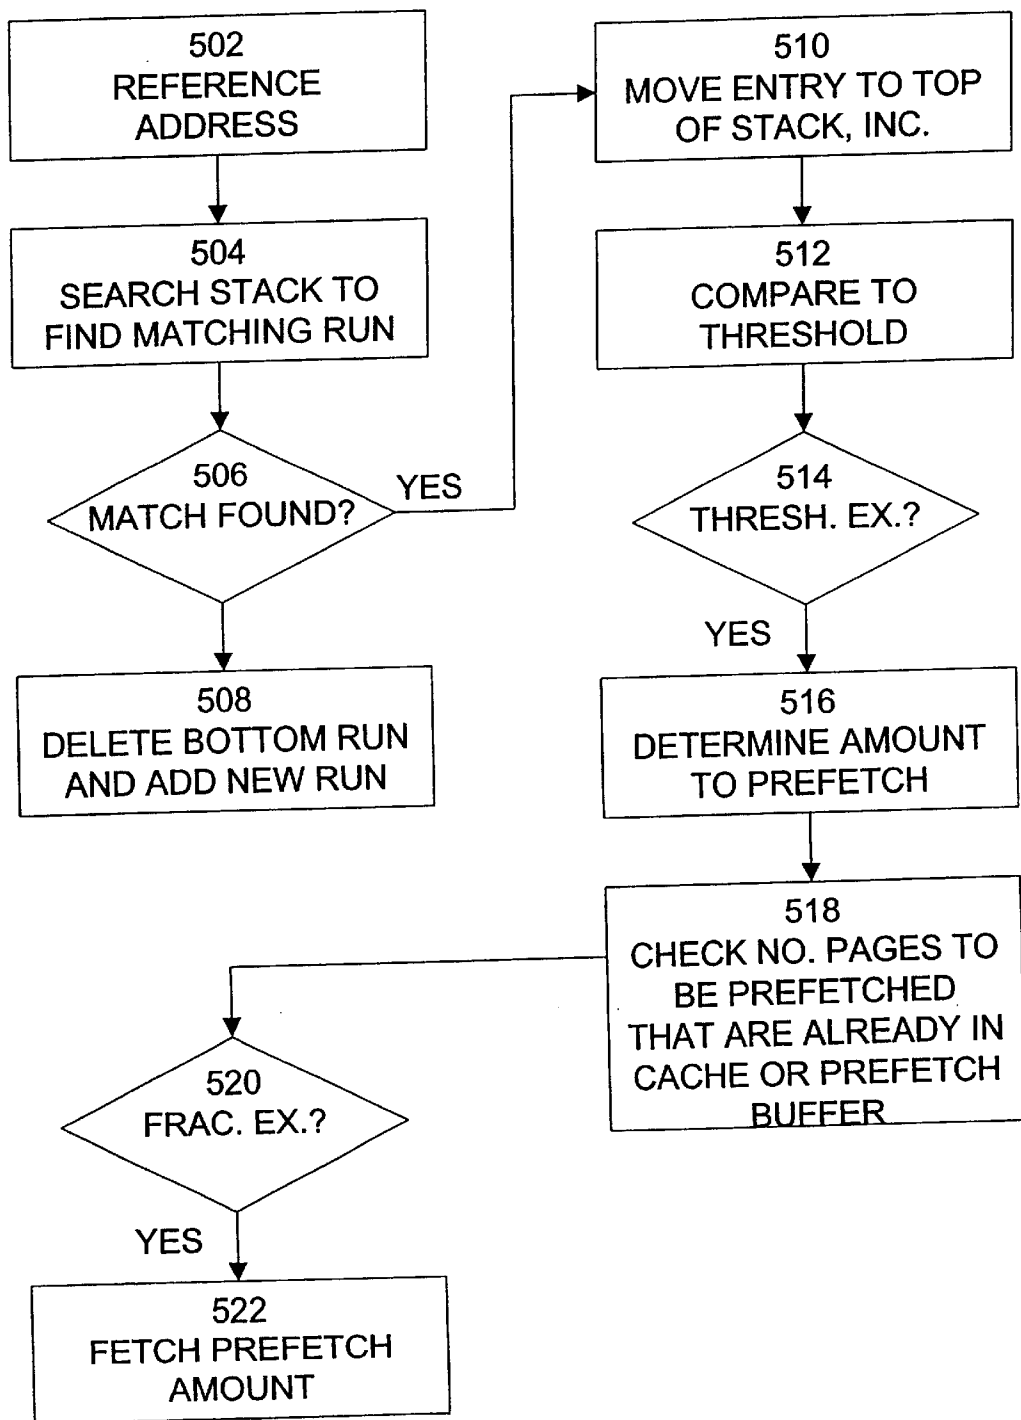 502
REFERENCE
ADDRESS
504
SEARCH STACK TO
FIND MATCHING RUN
506
MATCH FOUND?
YES
508
DELETE BOTTOM RUN
AND ADD NEW RUN
510
MOVE ENTRY TO TOP
OF STACK, INC.
512
COMPARE TO
THRESHOLD
514
THRESH. EX.?
YES
516
DETERMINE AMOUNT
TO PREFETCH
518
CHECK NO. PAGES TO
BE PREFETCHED
THAT ARE ALREADY IN
CACHE OR PREFETCH
BUFFER
520
FRAC. EX.?
YES
522
FETCH PREFETCH
AMOUNT